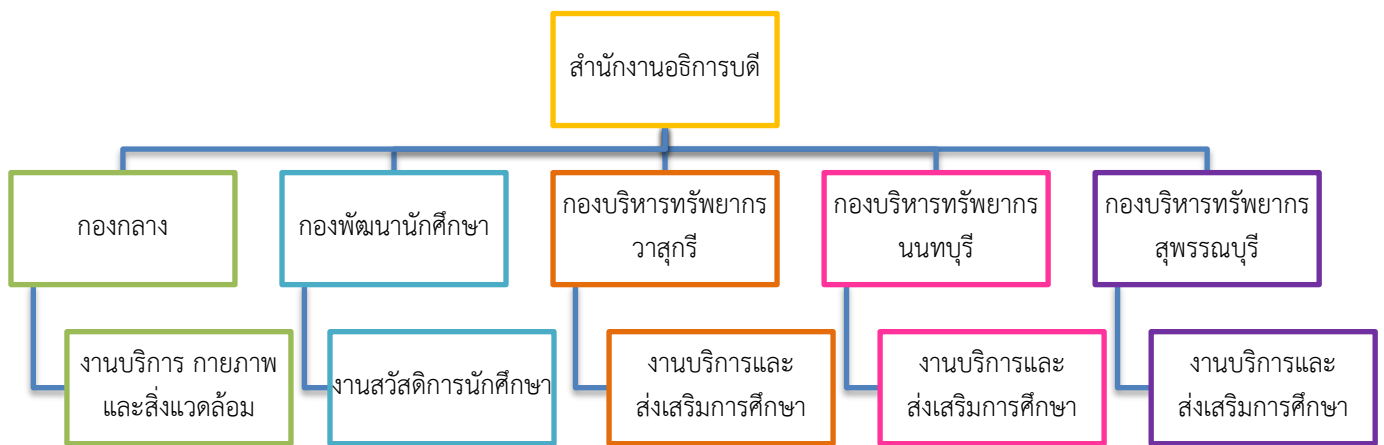 สำนักงานอธิการบดี
กองกลาง
กองพัฒนานักศึกษา
กองบริหารทรัพยากร
วาสุกรี
กองบริหารทรัพยากร
นนทบุรี
กองบริหารทรัพยากร
สุพรรณบุรี
งานบริการ กายภาพ
และสิ่งแวดล้อม
งานสวัสดิการนักศึกษา
งานบริการและ
ส่งเสริมการศึกษา
งานบริการและ
ส่งเสริมการศึกษา
งานบริการและ
ส่งเสริมการศึกษา